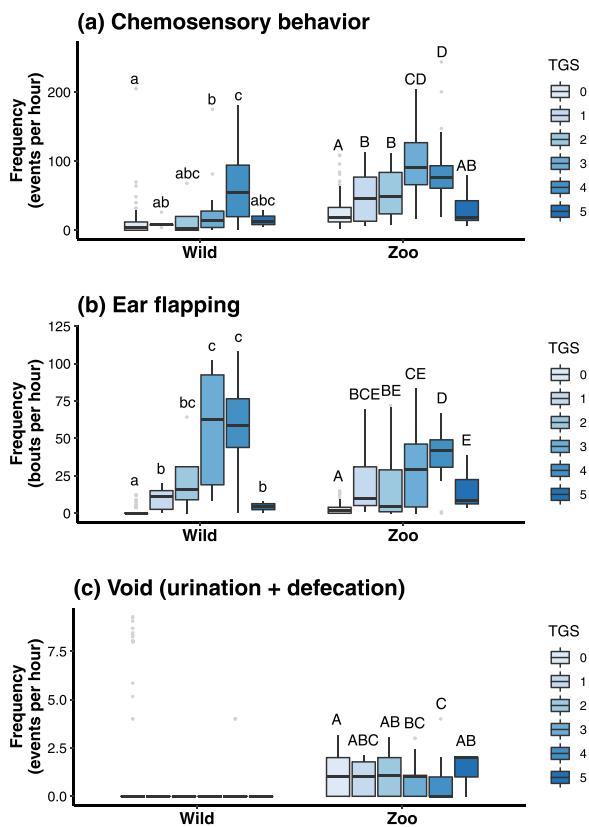 (a) Chemosensory behavior
Frequency
(events per hour)
200
100
0
a
ab
abc
b
c
abc
A
B
B
CD
D
AB
Wild
Zoo
TGS
0
1
2
3
4
5
(b) Ear flapping
Frequency
(bouts per hour)
125
100
75
50
25
0
a
b
bc
c
c
b
A
BCE
BE
CE
D
E
Wild
Zoo
TGS
0
1
2
3
4
5
(c) Void (urination + defecation)
Frequency
(events per hour)
7.5
5.0
2.5
0.0
A
ABC
AB
BC
C
AB
Wild
Zoo
TGS
0
1
2
3
4
5